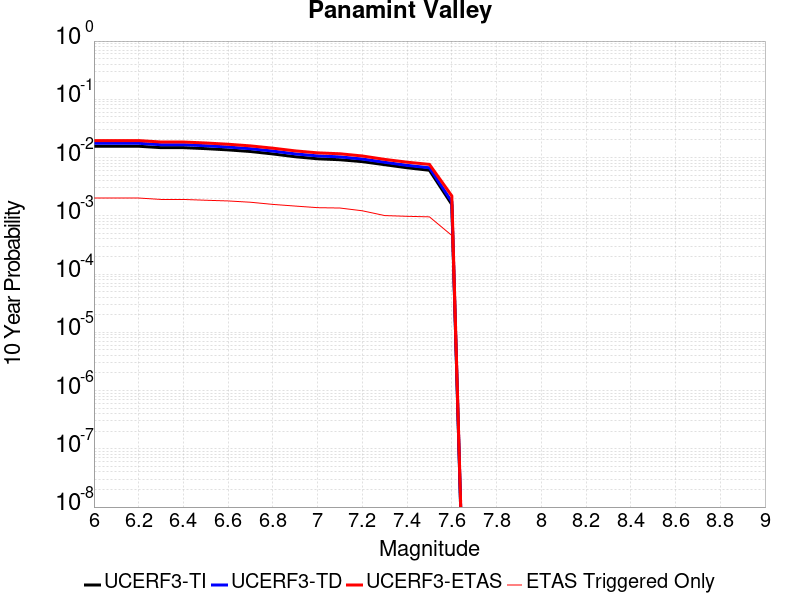 Panamint Valley
10^0
10^-1
10^-2
10^-3
10^-4
10^-5
10^-6
10^-7
10^-8
10 Year Probability
6 6.2 6.4 6.6 6.8 7 7.2 7.4 7.6 7.8 8 8.2 8.4 8.6 8.8 9
Magnitude
UCERF3-TI UCERF3-TD UCERF3-ETAS ETAS Triggered Only